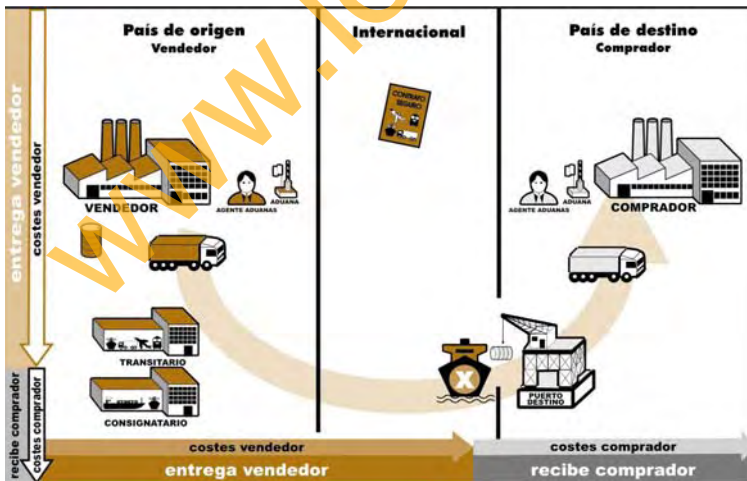 País de origen
Vendedor
Internacional
País de destino
Comprador
entrega vendedor
costes vendedor
CONTRATO
SEGURO
VENDEDOR
AGENTE ADUANAS
ADUANA
AGENTE ADUANAS
ADUANA
COMPRADOR
TRANSITARIO
CONSIGNATARIO
X
PUERTO
DESTINO
recibe comprador
costes comprador
costes vendedor
costes comprador
entrega vendedor
recibe comprador